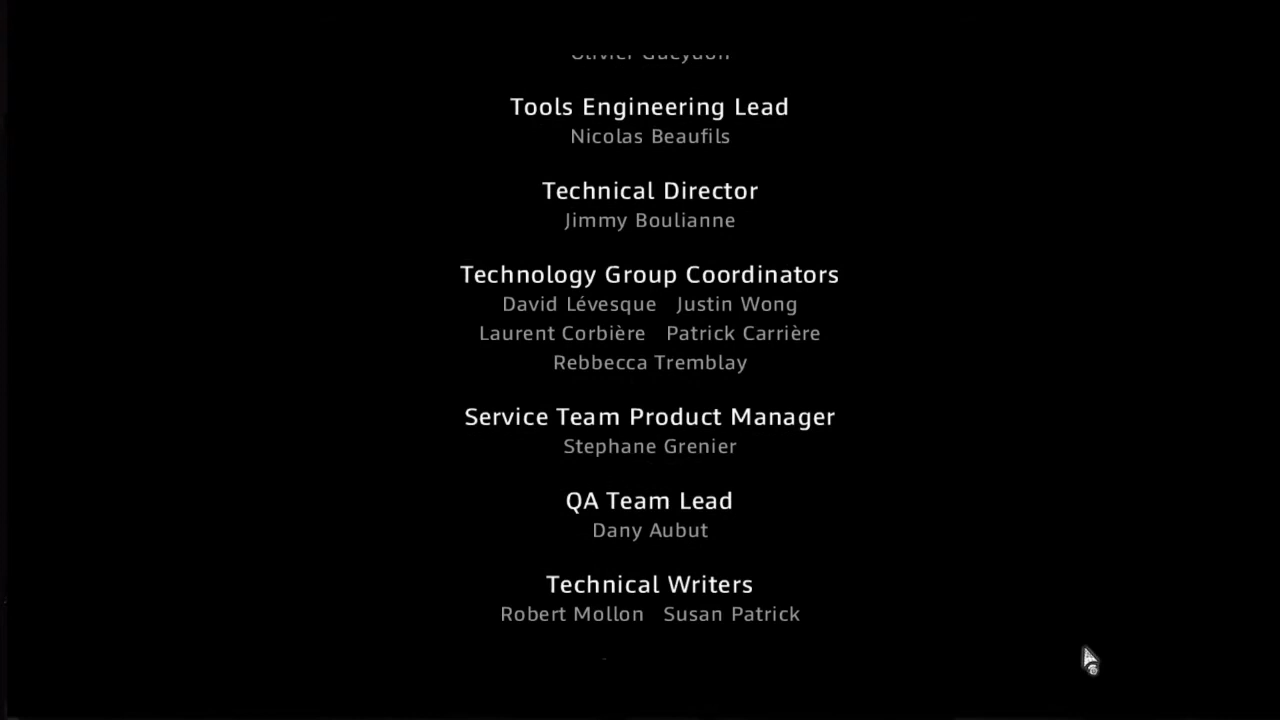 Olivier
Tools Engineering Lead
Nicolas Beaufils
Technical Director
Jimmy Boulianne
Technology Group Coordinators
David Lévesque Justin Wong
Laurent Corbière Patrick Carrière
Rebbecca Tremblay
Service Team Product Manager
Stephane Grenier
QA Team Lead
Dany Aubut
Technical Writers
Robert Mollon Susan Patrick